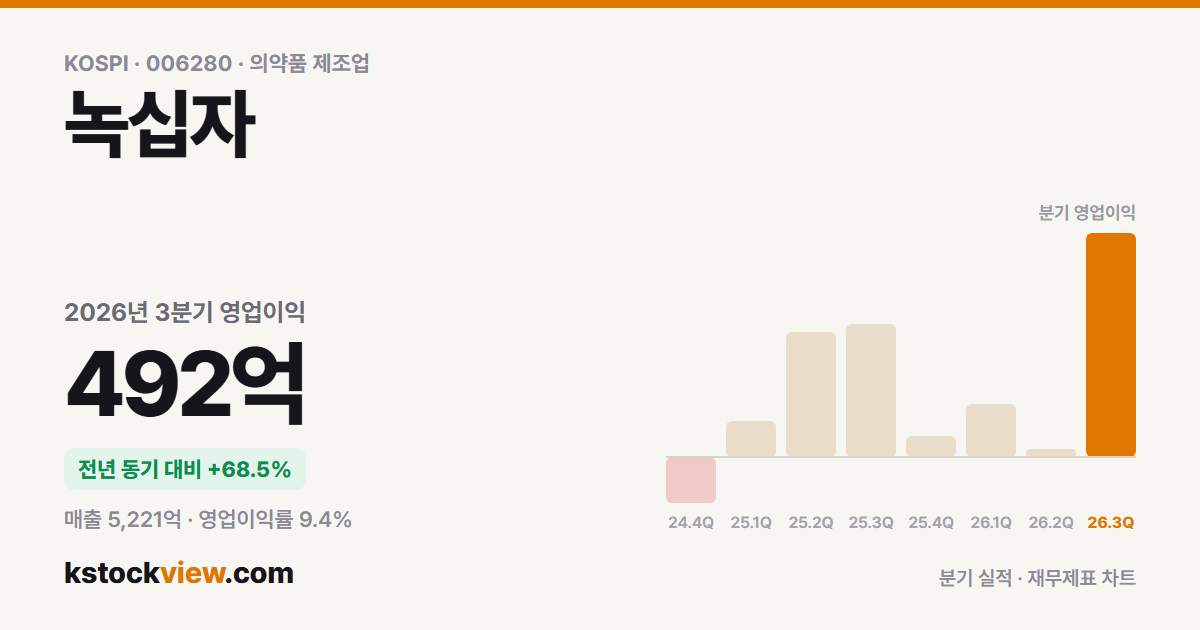 KOSPI · 006280 · 의약품 제조업
녹십자
분기 영업이익
2026년 3분기 영업이익
492억
전년 동기 대비 +68.5%
매출 5,221억 · 영업이익률 9.4%
24.4Q 25.1Q 25.2Q 25.3Q 25.4Q 26.1Q 26.2Q 26.3Q
kstockview.com
분기 실적 · 재무제표 차트